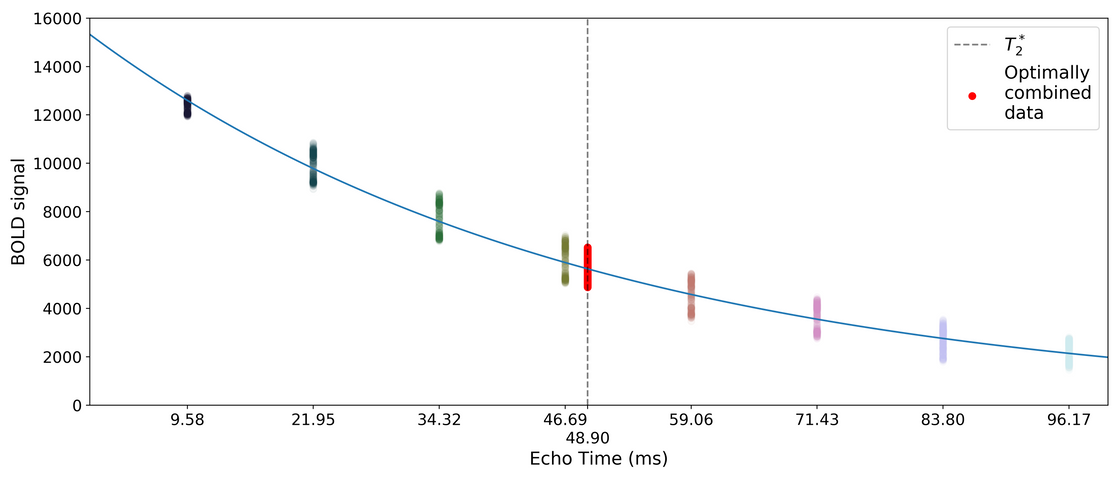 16000
14000
12000
10000
8000
6000
4000
2000
0
BOLD signal
T₂*
Optimally
combined
data
9.58 21.95 34.32 46.69 59.06 71.43 83.80 96.17
48.90
Echo Time (ms)